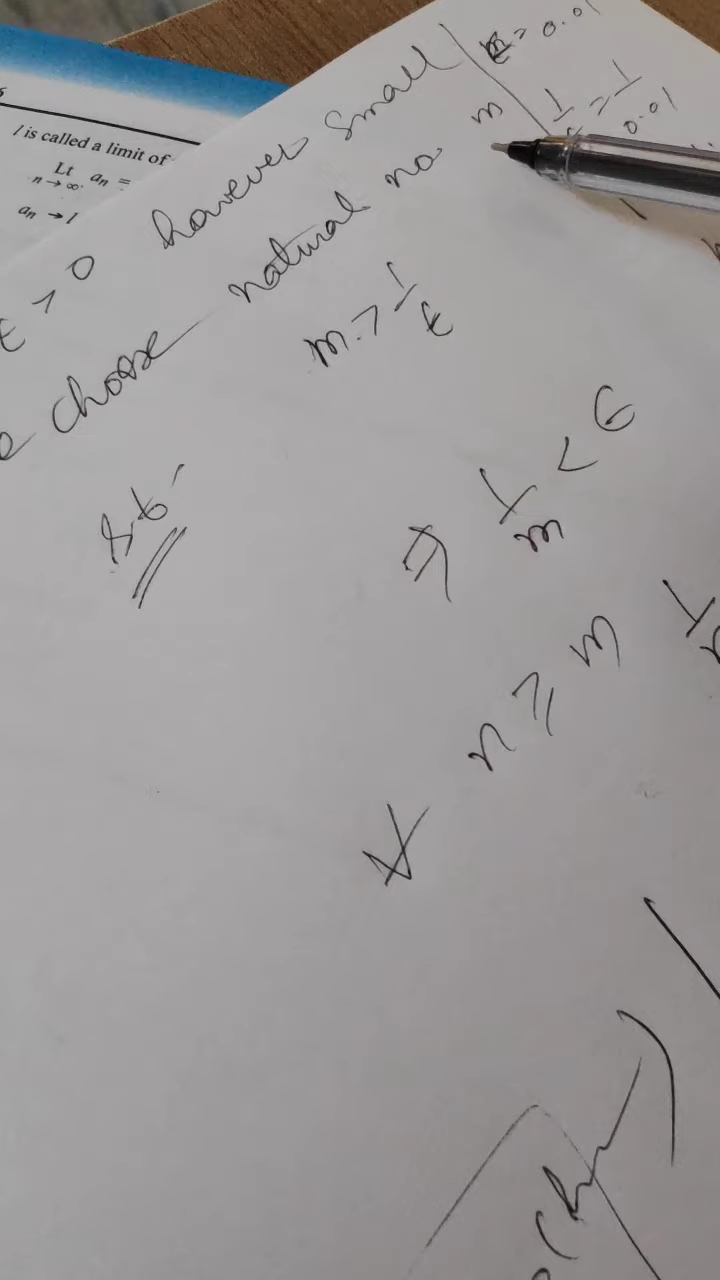 l is called a limit of
Lt an =
n→∞
an → l
ϵ > 0 however small
choose natural no m
s.t. m > 1/ϵ
⇒ 1/m < ϵ
∀ n ≥ m 1/
ϵ = 0.01
1/ϵ = 1/0.01